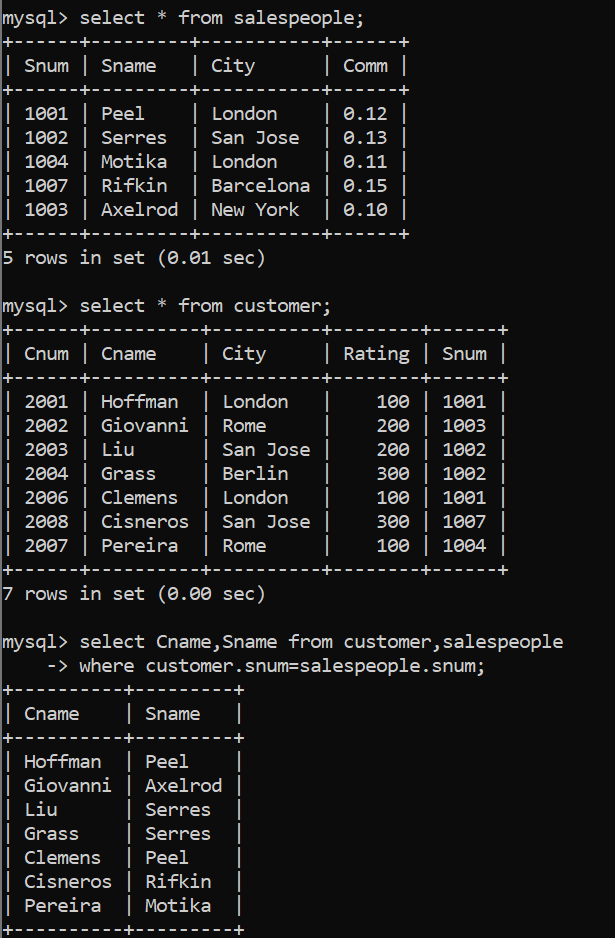 mysql> select * from salespeople;
+------+---------+-----------+------+
| Snum | Sname   | City      | Comm |
+------+---------+-----------+------+
| 1001 | Peel    | London    | 0.12 |
| 1002 | Serres  | San Jose  | 0.13 |
| 1004 | Motika  | London    | 0.11 |
| 1007 | Rifkin  | Barcelona | 0.15 |
| 1003 | Axelrod | New York  | 0.10 |
+------+---------+-----------+------+
5 rows in set (0.01 sec)

mysql> select * from customer;
+------+----------+----------+--------+------+
| Cnum | Cname    | City     | Rating | Snum |
+------+----------+----------+--------+------+
| 2001 | Hoffman  | London   |    100 | 1001 |
| 2002 | Giovanni | Rome     |    200 | 1003 |
| 2003 | Liu      | San Jose |    200 | 1002 |
| 2004 | Grass    | Berlin   |    300 | 1002 |
| 2006 | Clemens  | London   |    100 | 1001 |
| 2008 | Cisneros | San Jose |    300 | 1007 |
| 2007 | Pereira  | Rome     |    100 | 1004 |
+------+----------+----------+--------+------+
7 rows in set (0.00 sec)

mysql> select Cname,Sname from customer,salespeople
    -> where customer.snum=salespeople.snum;
+----------+---------+
| Cname    | Sname   |
+----------+---------+
| Hoffman  | Peel    |
| Giovanni | Axelrod |
| Liu      | Serres  |
| Grass    | Serres  |
| Clemens  | Peel    |
| Cisneros | Rifkin  |
| Pereira  | Motika  |
+----------+---------+